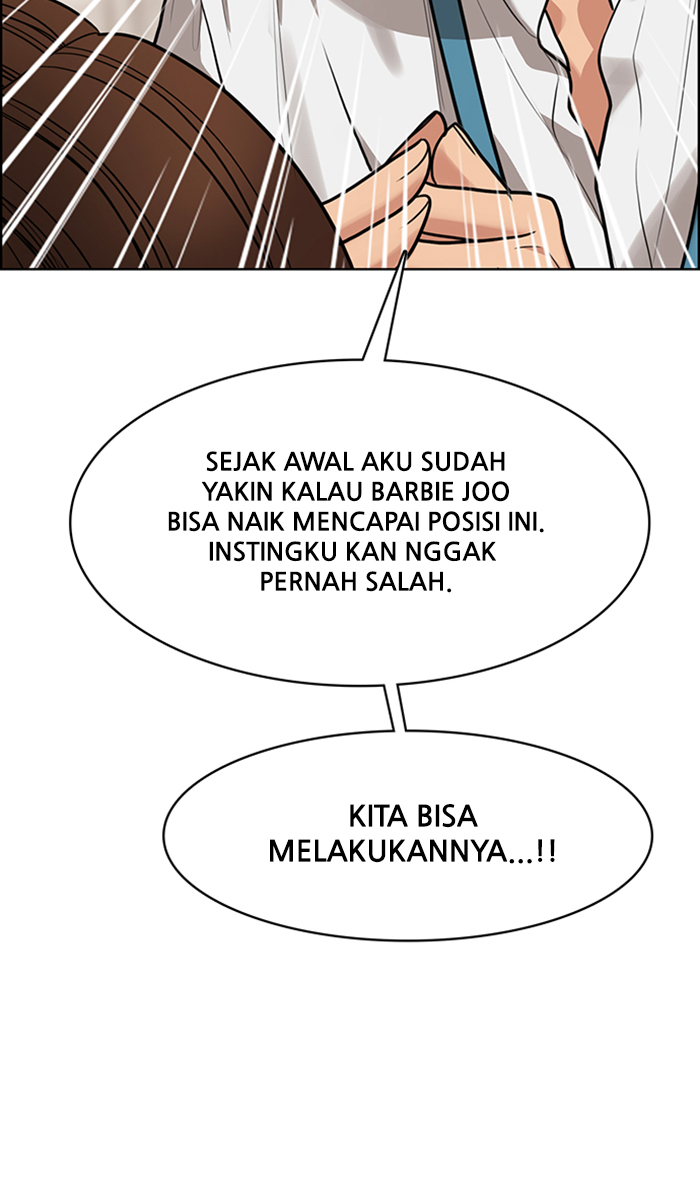 SEJAK AWAL AKU SUDAH
YAKIN KALAU BARBIE JOO
BISA NAIK MENCAPAI POSISI INI.
INSTINGKU KAN NGGAK
PERNAH SALAH.
KITA BISA
MELAKUKANNYA...!!